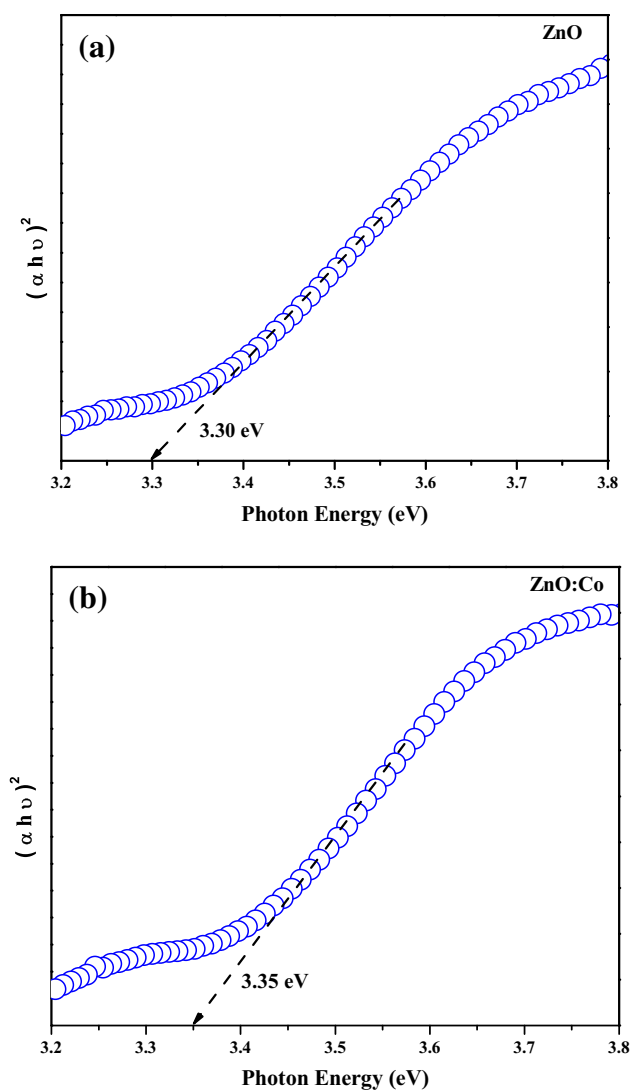 (a)
ZnO
(α h υ)²
3.30 eV
3.2 3.3 3.4 3.5 3.6 3.7 3.8
Photon Energy (eV)
(b)
ZnO:Co
(α h υ)²
3.35 eV
3.2 3.3 3.4 3.5 3.6 3.7 3.8
Photon Energy (eV)